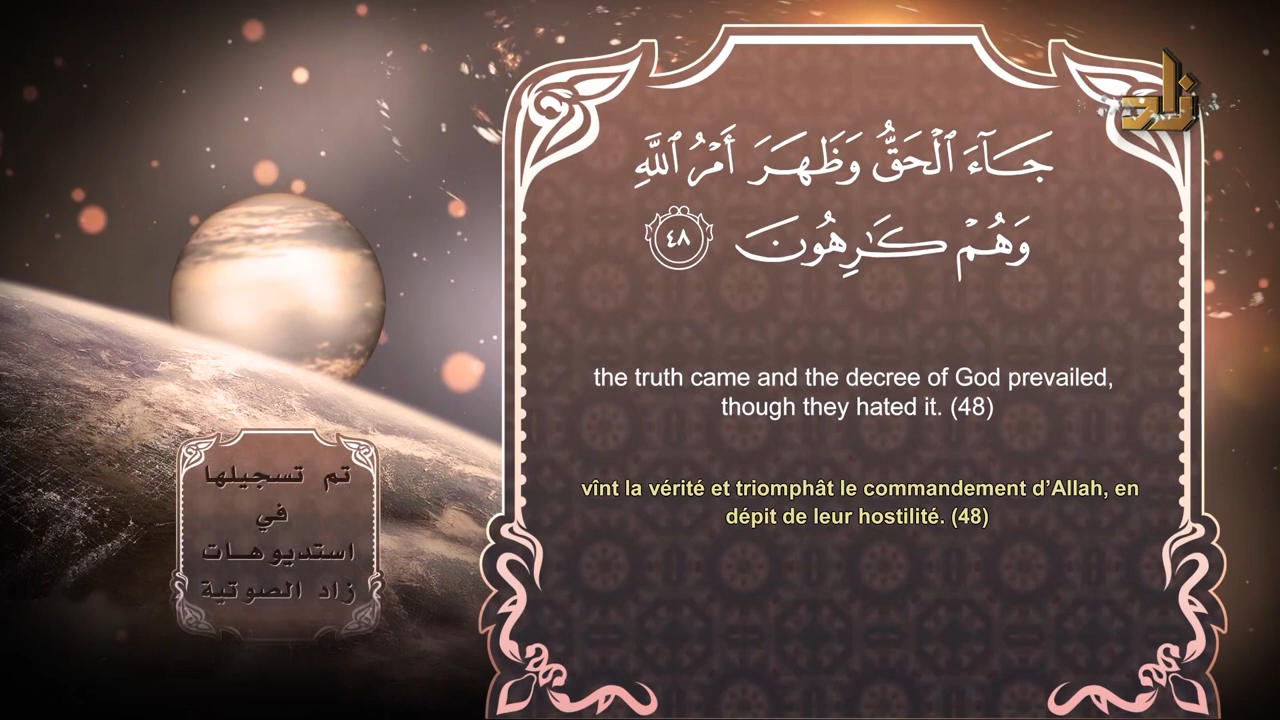 زاد
جَآءَ ٱلْحَقُّ وَظَهَرَ أَمْرُ ٱللَّهِ
وَهُمْ كَٰرِهُونَ ٤٨
the truth came and the decree of God prevailed,
though they hated it. (48)
vînt la vérité et triomphât le commandement d’Allah, en
dépit de leur hostilité. (48)
تم تسجيلها
في
استديوهات
زاد الصوتية